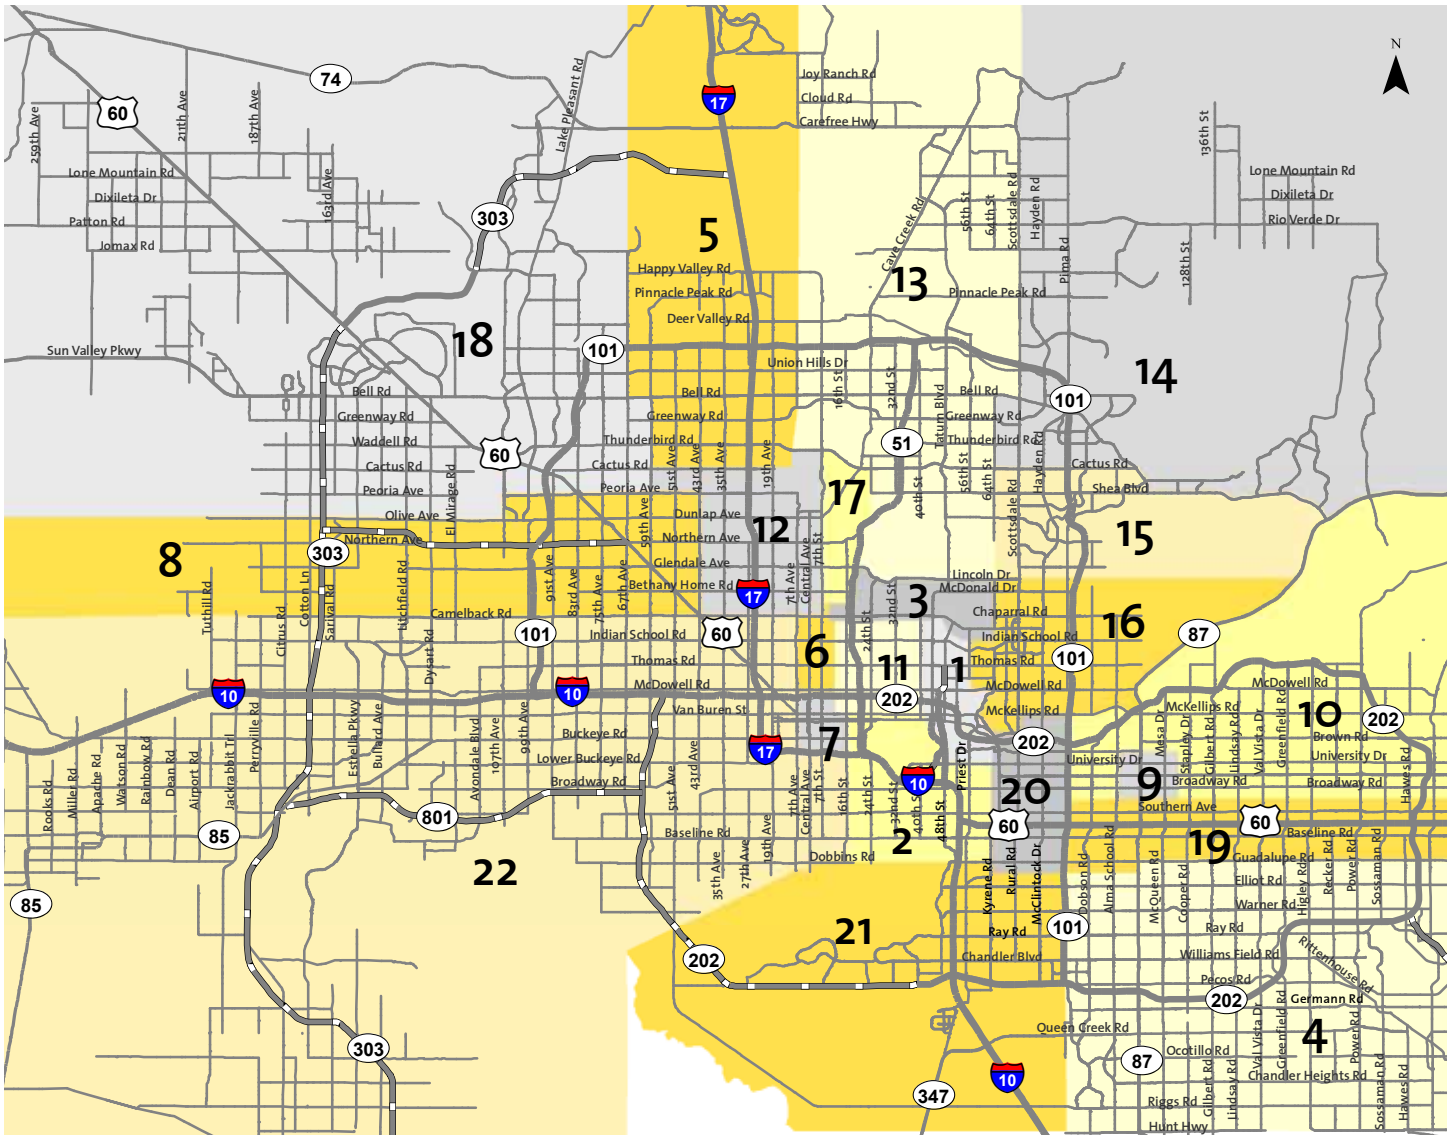 N
74
60
17
Joy Ranch Rd
Cloud Rd
Carefree Hwy
259th Ave
211th Ave
187th Ave
Lake Pleasant Rd
136th St
Lone Mountain Rd
Dixileta Dr
Patton Rd
Jomax Rd
163rd Ave
303
5
Cave Creek Rd
56th St
64th St
Scottsdale Rd
Hayden Rd
Pima Rd
Lone Mountain Rd
Dixileta Dr
Rio Verde Dr
128th St
Happy Valley Rd
Pinnacle Peak Rd
Deer Valley Rd
13
Pinnacle Peak Rd
Sun Valley Pkwy
18
101
Union Hills Dr
14
Bell Rd
Greenway Rd
Waddell Rd
Cactus Rd
Peoria Ave
Olive Ave
Northern Ave
El Mirage Rd
60
Bell Rd
Greenway Rd
Thunderbird Rd
Cactus Rd
Peoria Ave
51st Ave
43rd Ave
35th Ave
19th Ave
16th St
32nd St
Tatum Blvd
Bell Rd
Greenway Rd
Thunderbird Rd
101
51
40th St
56th St
64th St
Scottsdale Rd
Hayden Rd
Cactus Rd
Shea Blvd
17
12
15
8
303
59th Ave
Dunlap Ave
Northern Ave
Glendale Ave
Bethany Home Rd
7th Ave
Central Ave
7th St
17
Lincoln Dr
McDonald Dr
3
Chaparral Rd
Indian School Rd
Thomas Rd
McDowell Rd
McKellips Rd
16
87
Tuthill Rd
Citrus Rd
Cotton Ln
Sarival Rd
Litchfield Rd
Dysart Rd
Camelback Rd
91st Ave
83rd Ave
75th Ave
67th Ave
101
Indian School Rd
Thomas Rd
McDowell Rd
Van Buren St
60
6
24th St
32nd St
11
1
101
10
10
202
McDowell Rd
McKellips Rd
10
202
Brown Rd
University Dr
Broadway Rd
Rooks Rd
Miller Rd
Apache Rd
Watson Rd
Rainbow Rd
Dean Rd
Airport Rd
Jackrabbit Trl
Perryville Rd
Estrella Pkwy
Bullard Ave
Avondale Blvd
107th Ave
99th Ave
Buckeye Rd
Lower Buckeye Rd
Broadway Rd
51st Ave
43rd Ave
17
7
7th Ave
Central Ave
7th St
16th St
24th St
32nd St
40th St
48th St
10
Priest Dr
202
University Dr
20
9
Mesa Dr
Stapley Dr
Gilbert Rd
Lindsay Rd
Val Vista Dr
Greenfield Rd
Hawes Rd
Broadway Rd
Southern Ave
60
60
Baseline Rd
19
Guadalupe Rd
Elliot Rd
Warner Rd
Ray Rd
Williams Field Rd
Pecos Rd
85
801
Baseline Rd
35th Ave
27th Ave
19th Ave
Dobbins Rd
2
22
85
Kyrene Rd
Rural Rd
McClintock Dr
Dobson Rd
Alma School Rd
McQueen Rd
Cooper Rd
Higley Rd
Recker Rd
Power Rd
Sossaman Rd
Ray Rd
Chandler Blvd
101
21
202
Rittenhouse Rd
202
Germann Rd
Val Vista Dr
Greenfield Rd
Power Rd
4
Queen Creek Rd
Ocotillo Rd
Chandler Heights Rd
Riggs Rd
Hunt Hwy
Gilbert Rd
Lindsay Rd
Sossaman Rd
Hawes Rd
87
303
10
347